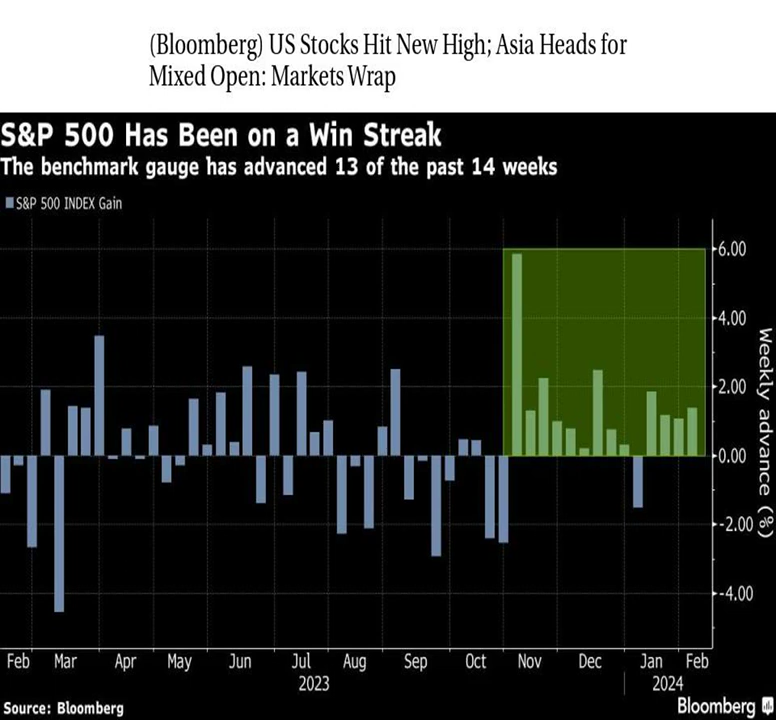 (Bloomberg) US Stocks Hit New High; Asia Heads for
Mixed Open: Markets Wrap
S&P 500 Has Been on a Win Streak
The benchmark gauge has advanced 13 of the past 14 weeks
S&P 500 INDEX Gain
6.00
4.00
2.00
0.00
-2.00
-4.00
Weekly advance (%)
Feb Mar Apr May Jun Jul Aug Sep Oct Nov Dec Jan Feb
2023 2024
Source: Bloomberg
Bloomberg